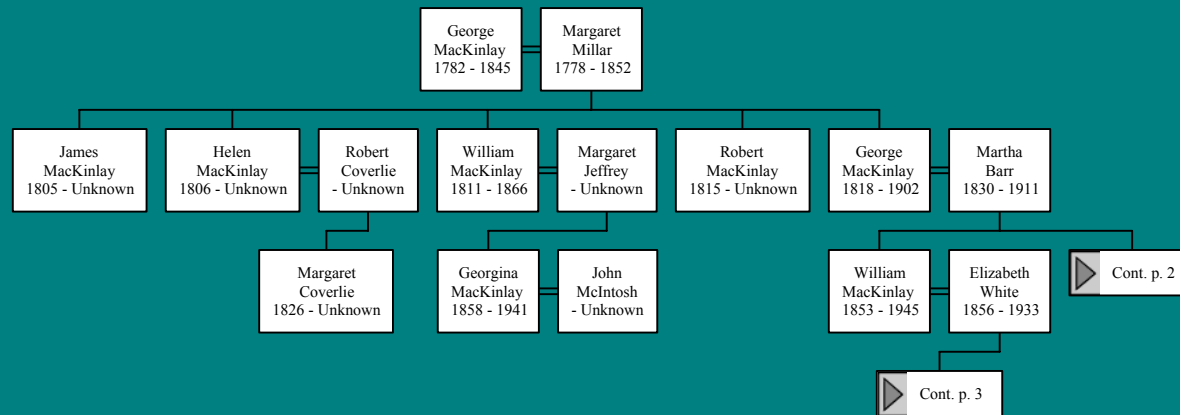 George
MacKinlay
1782 - 1845
Margaret
Millar
1778 - 1852
James
MacKinlay
1805 - Unknown
Helen
MacKinlay
1806 - Unknown
Robert
Coverlie
- Unknown
William
MacKinlay
1811 - 1866
Margaret
Jeffrey
- Unknown
Robert
MacKinlay
1815 - Unknown
George
MacKinlay
1818 - 1902
Martha
Barr
1830 - 1911
Margaret
Coverlie
1826 - Unknown
Georgina
MacKinlay
1858 - 1941
John
McIntosh
- Unknown
William
MacKinlay
1853 - 1945
Elizabeth
White
1856 - 1933
Cont. p. 2
Cont. p. 3